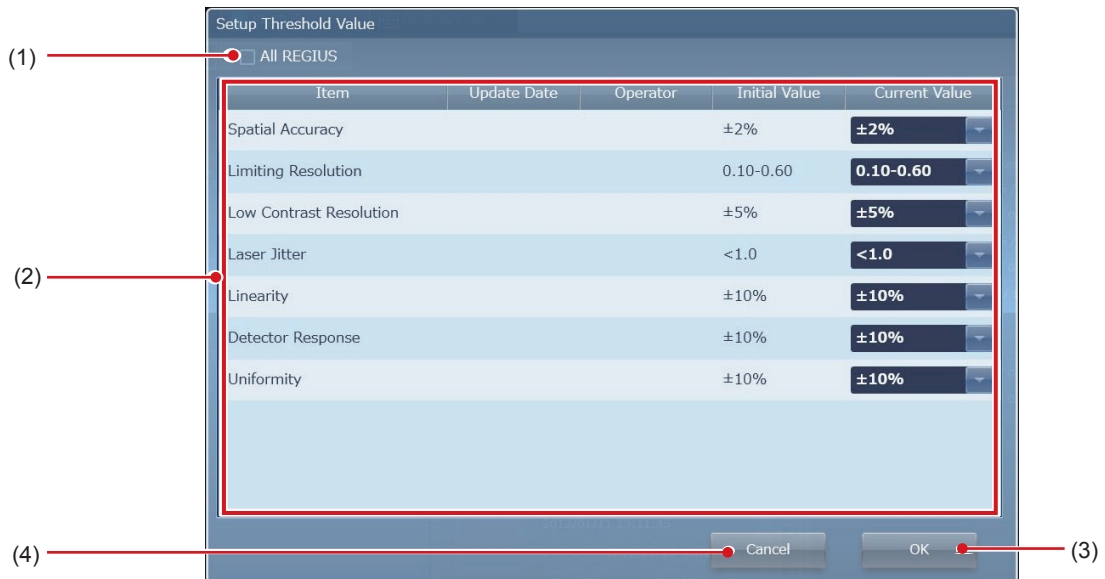 Setup Threshold Value
(1)
All REGIUS
Item Update Date Operator Initial Value Current Value
Spatial Accuracy ±2% ±2%
Limiting Resolution 0.10-0.60 0.10-0.60
Low Contrast Resolution ±5% ±5%
Laser Jitter <1.0 <1.0
(2)
Linearity ±10% ±10%
Detector Response ±10% ±10%
Uniformity ±10% ±10%
(4) Cancel OK (3)